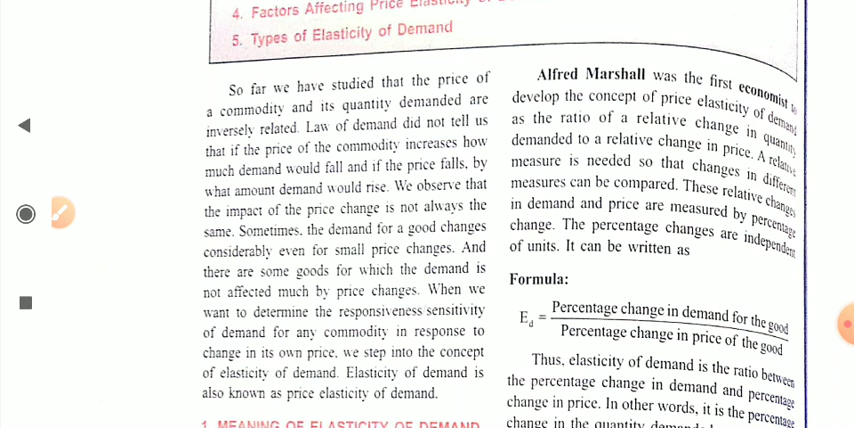 4. Factors Affecting Price Elasticity of
5. Types of Elasticity of Demand
So far we have studied that the price of
a commodity and its quantity demanded are
inversely related. Law of demand did not tell us
that if the price of the commodity increases how
much demand would fall and if the price falls, by
what amount demand would rise. We observe that
the impact of the price change is not always the
same. Sometimes, the demand for a good changes
considerably even for small price changes. And
there are some goods for which the demand is
not affected much by price changes. When we
want to determine the responsiveness/sensitivity
of demand for any commodity in response to
change in its own price, we step into the concept
of elasticity of demand. Elasticity of demand is
also known as price elasticity of demand.
1. MEANING OF ELASTICITY OF DEMAND
Alfred Marshall was the first economist to
develop the concept of price elasticity of demand
as the ratio of a relative change in quantity
demanded to a relative change in price. A relative
measure is needed so that changes in different
measures can be compared. These relative changes
in demand and price are measured by percentage
change. The percentage changes are independent
of units. It can be written as
Formula:
E_d = Percentage change in demand for the good
Percentage change in price of the good
Thus, elasticity of demand is the ratio between
the percentage change in demand and percentage
change in price. In other words, it is the percentage
change in the quantity